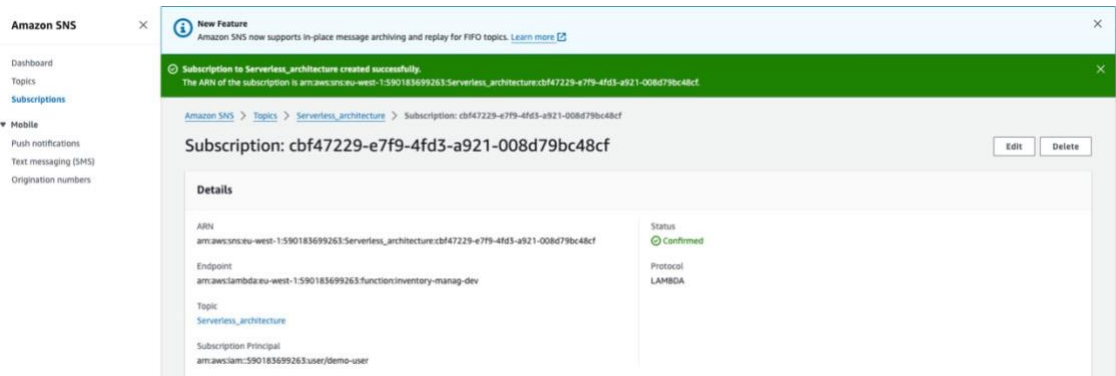 Amazon SNS
Dashboard
Topics
Subscriptions
Mobile
Push notifications
Text messaging (SMS)
Origination numbers
New Feature
Amazon SNS now supports in-place message archiving and replay for FIFO topics. Learn more
Subscription to Serverless_architecture created successfully.
The ARN of the subscription is arn:aws:sns:eu-west-1:590183699263:Serverless_architecture:cbf47229-e7f9-4fd3-a921-008d79bc48cf.
Amazon SNS > Topics > Serverless_architecture > Subscription: cbf47229-e7f9-4fd3-a921-008d79bc48cf
Subscription: cbf47229-e7f9-4fd3-a921-008d79bc48cf
Edit
Delete
Details
ARN
arn:aws:sns:eu-west-1:590183699263:Serverless_architecture:cbf47229-e7f9-4fd3-a921-008d79bc48cf
Endpoint
arn:aws:lambda:eu-west-1:590183699263:function:inventory-manag-dev
Topic
Serverless_architecture
Subscription Principal
arn:aws:iam::590183699263:user/demo-user
Status
Confirmed
Protocol
LAMBDA